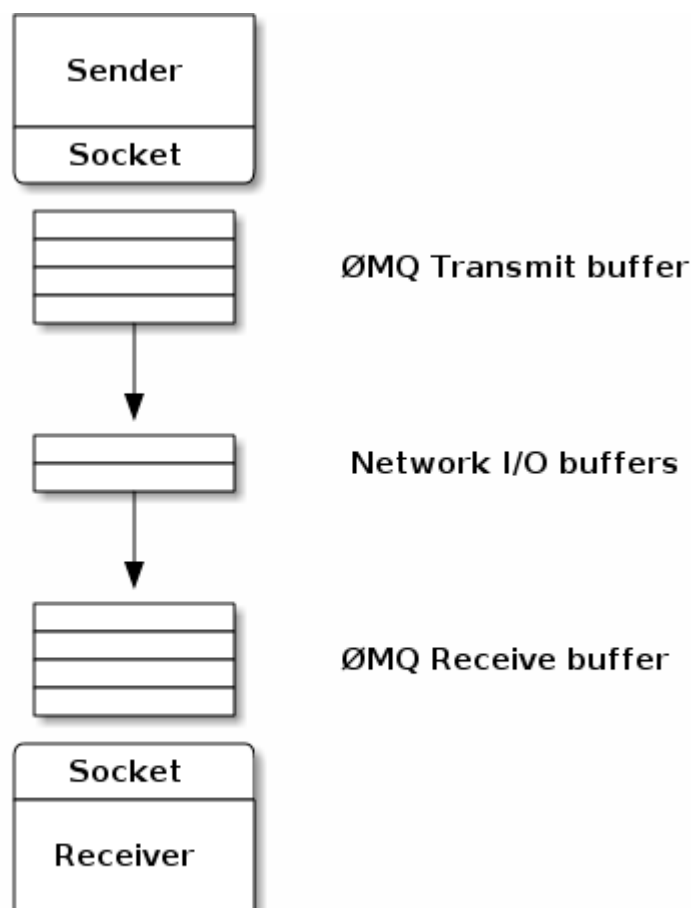 Sender
Socket
ØMQ Transmit buffer
Network I/O buffers
ØMQ Receive buffer
Socket
Receiver